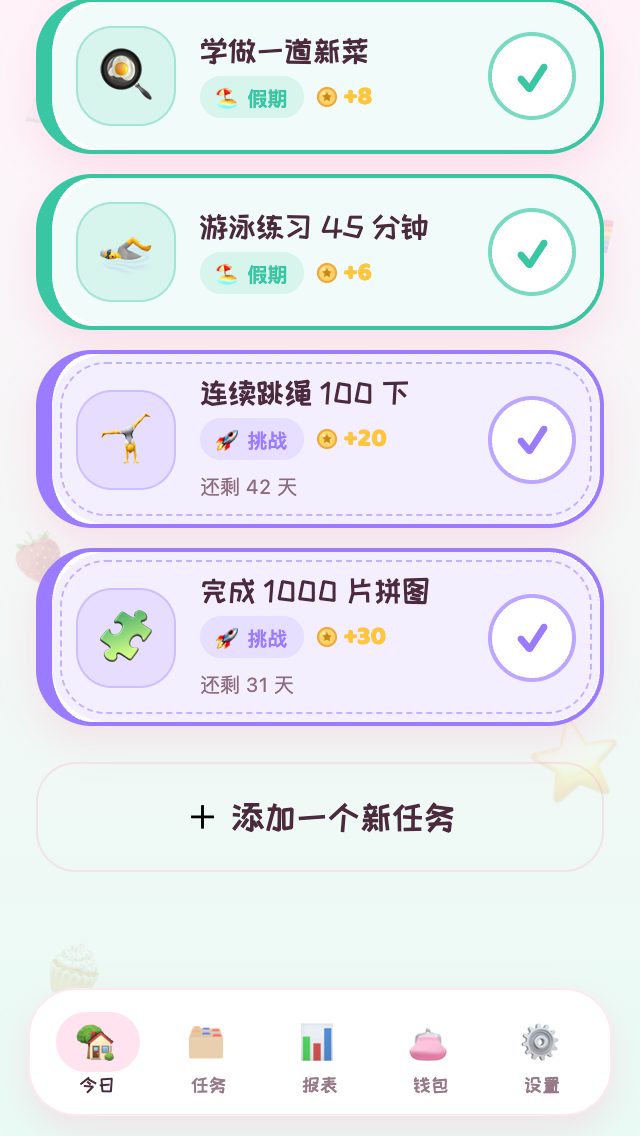 学做一道新菜
假期 +8
游泳练习 45 分钟
假期 +6
连续跳绳 100 下
挑战 +20
还剩 42 天
完成 1000 片拼图
挑战 +30
还剩 31 天
+ 添加一个新任务
今日 任务 报表 钱包 设置